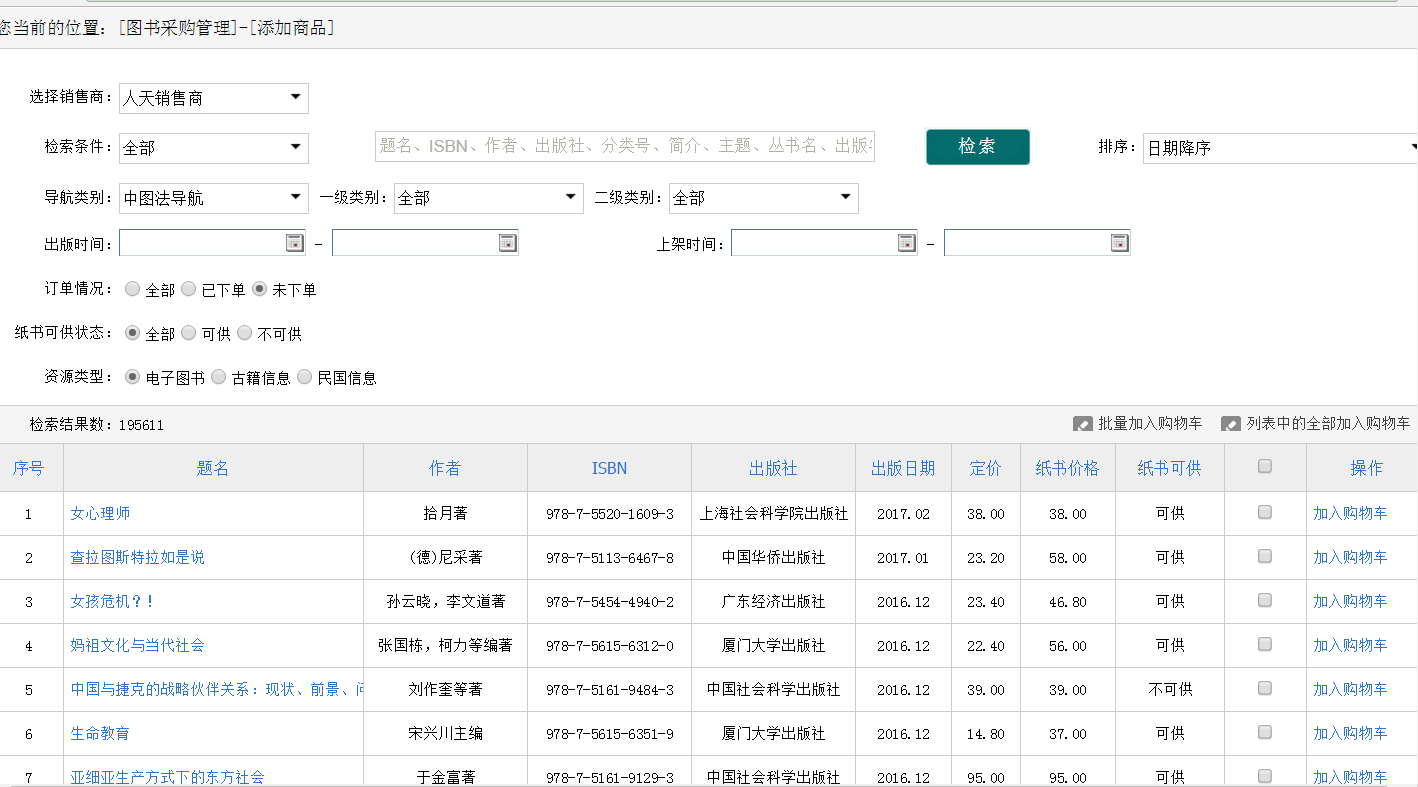 您当前的位置：[图书采购管理]-[添加商品]
选择销售商： 人天销售商
检索条件： 全部 题名、ISBN、作者、出版社、分类号、简介、主题、丛书名、出版 检索 排序： 日期降序
导航类别： 中图法导航 一级类别： 全部 二级类别： 全部
出版时间： - 上架时间： -
订单情况： 全部 已下单 未下单
纸书可供状态： 全部 可供 不可供
资源类型： 电子图书 古籍信息 民国信息
检索结果数：195611 批量加入购物车 列表中的全部加入购物车
序号 题名 作者 ISBN 出版社 出版日期 定价 纸书价格 纸书可供 操作
1 女心理师 拾月著 978-7-5520-1609-3 上海社会科学院出版社 2017.02 38.00 38.00 可供 加入购物车
2 查拉图斯特拉如是说 (德)尼采著 978-7-5113-6467-8 中国华侨出版社 2017.01 23.20 58.00 可供 加入购物车
3 女孩危机？！ 孙云晓，李文道著 978-7-5454-4940-2 广东经济出版社 2016.12 23.40 46.80 可供 加入购物车
4 妈祖文化与当代社会 张国栋，柯力等编著 978-7-5615-6312-0 厦门大学出版社 2016.12 22.40 56.00 可供 加入购物车
5 中国与捷克的战略伙伴关系：现状、前景、问 刘作奎等著 978-7-5161-9484-3 中国社会科学出版社 2016.12 39.00 39.00 不可供 加入购物车
6 生命教育 宋兴川主编 978-7-5615-6351-9 厦门大学出版社 2016.12 14.80 37.00 可供 加入购物车
7 亚细亚生产方式下的东方社会 于金富著 978-7-5161-9129-3 中国社会科学出版社 2016.12 95.00 95.00 可供 加入购物车